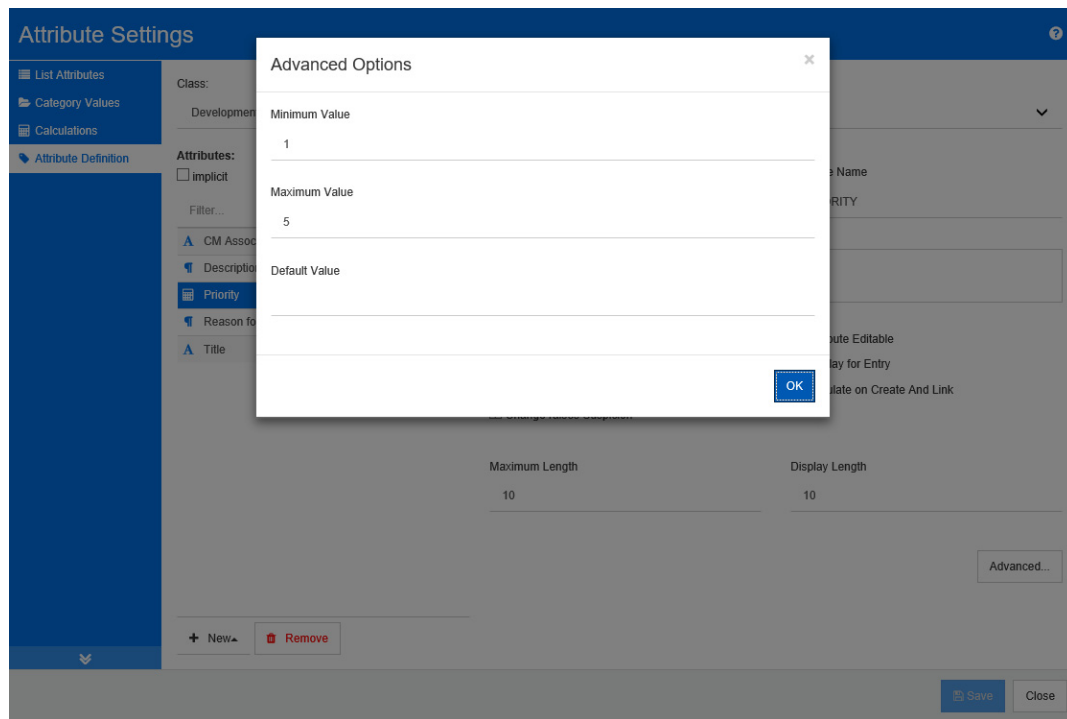 Attribute Settings
List Attributes
Category Values
Calculations
Attribute Definition
Class:
Developmen
Attributes:
implicit
Filter...
A CM Assoc
Descriptio
Priority
Reason fo
A Title
+ New
Remove
Advanced Options
×
Minimum Value
1
Maximum Value
5
Default Value
OK
e Name
RITY
bute Editable
lay for Entry
ulate on Create And Link
Maximum Length
10
Display Length
10
Advanced...
Save
Close